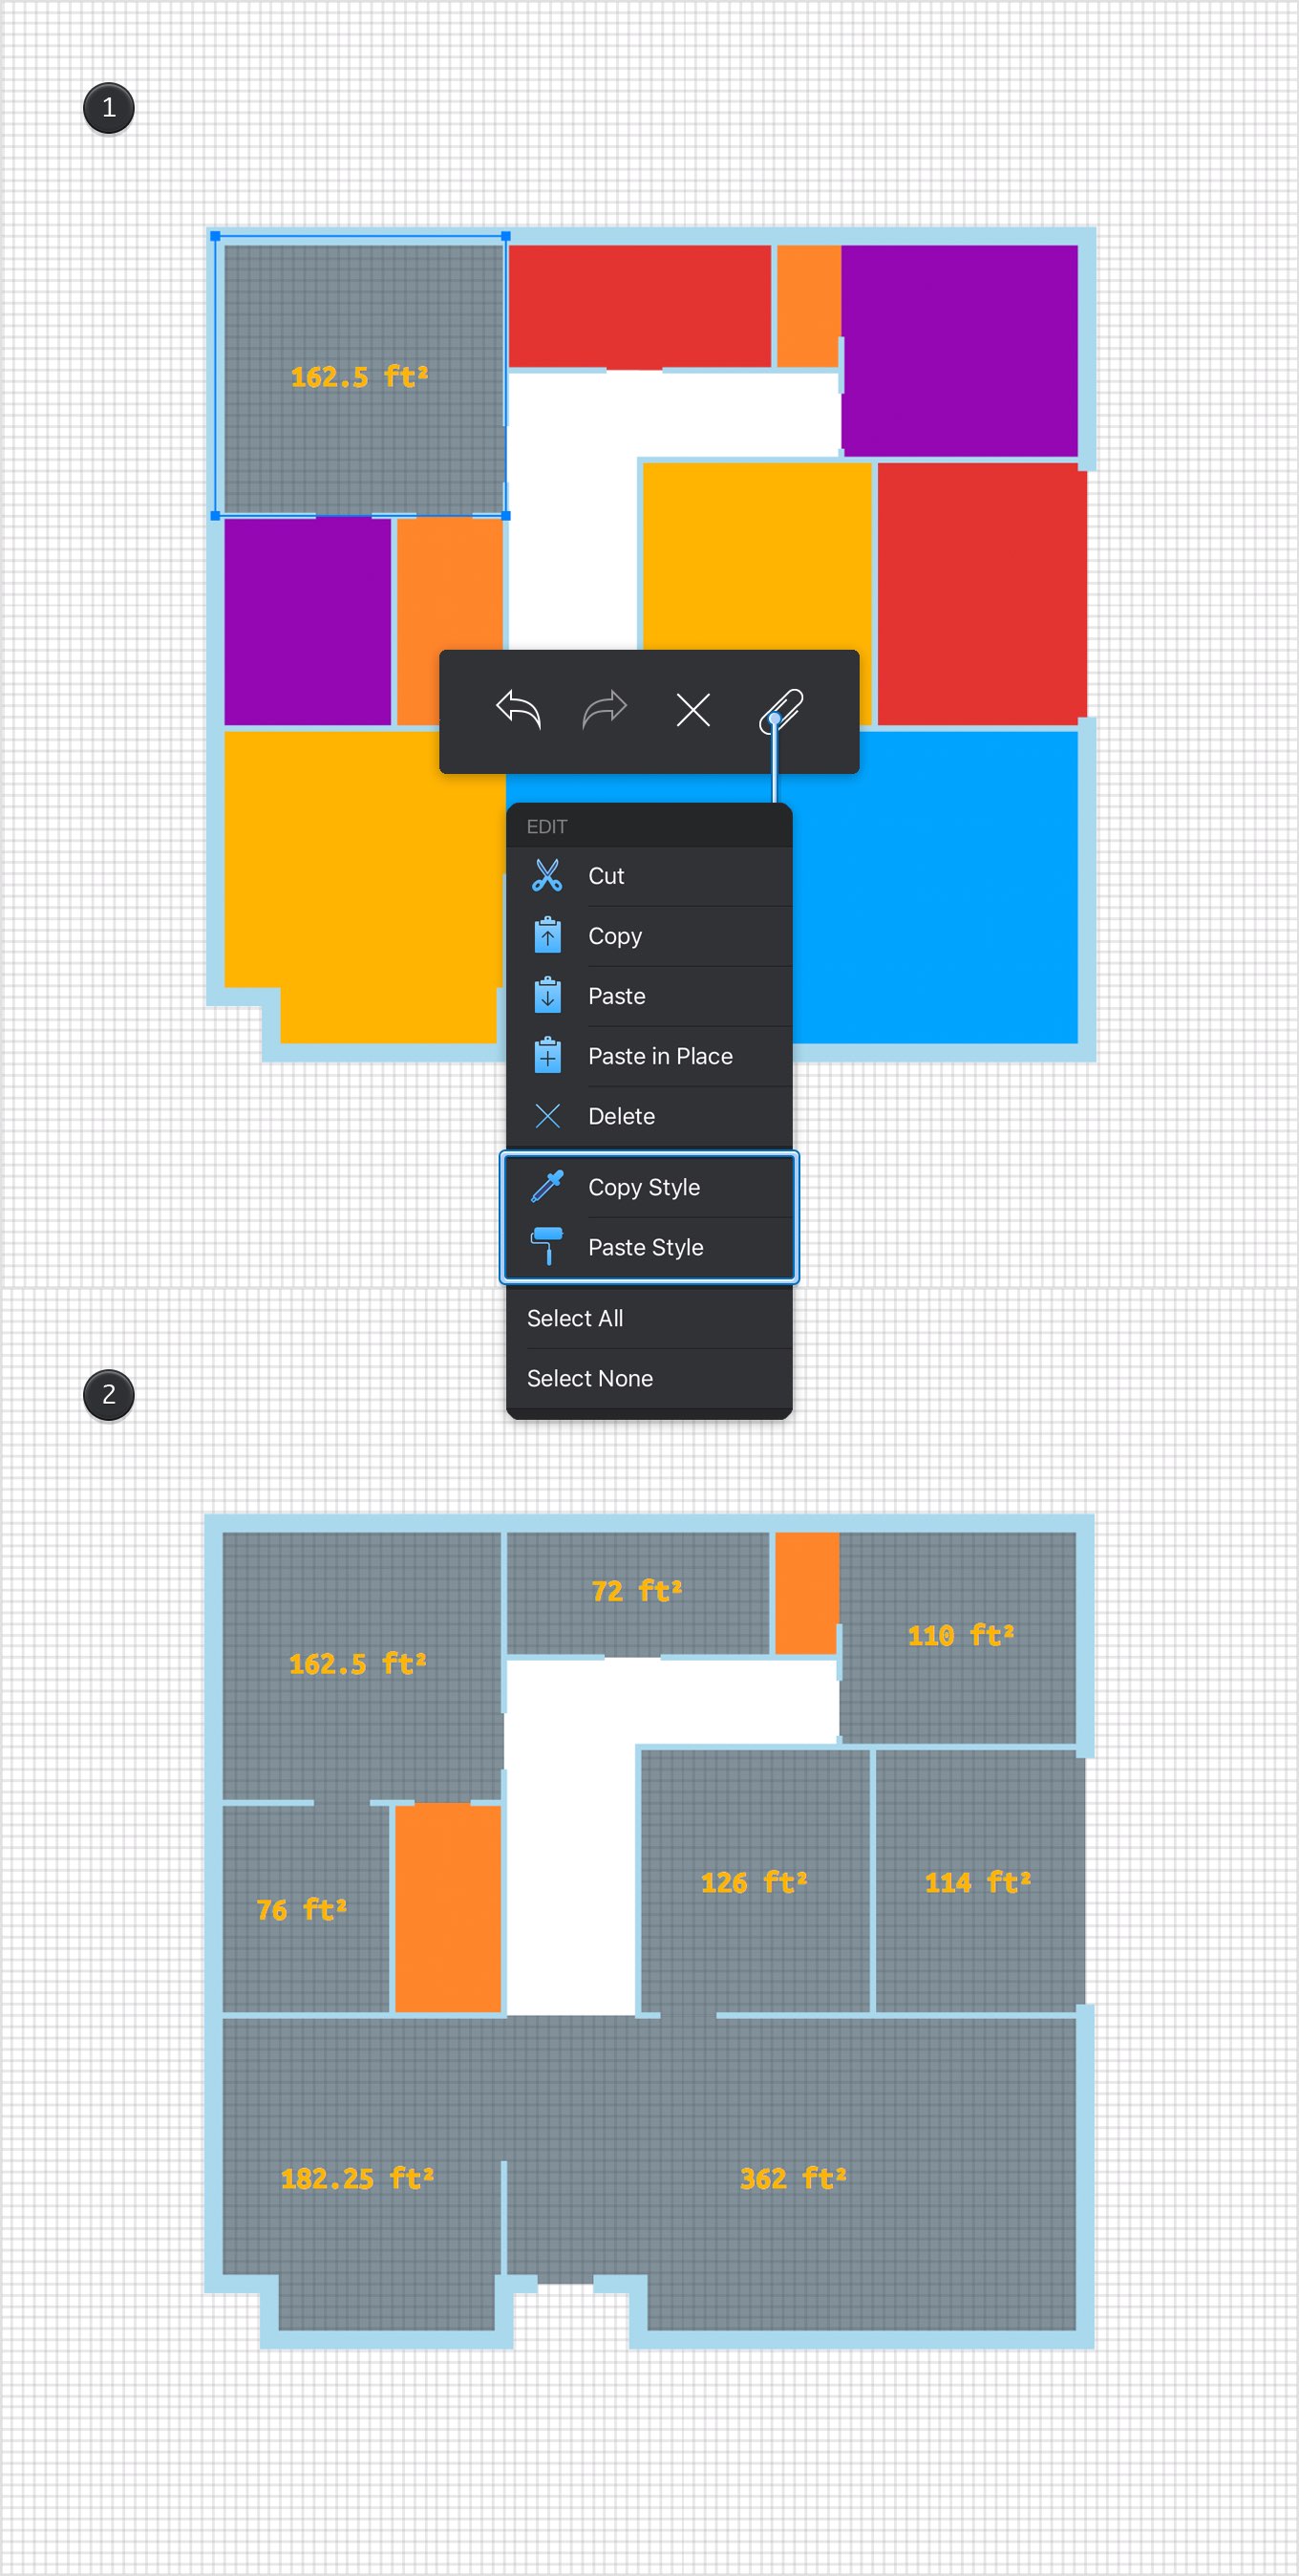 1
162.5 ft²
EDIT
Cut
Copy
Paste
Paste in Place
Delete
Copy Style
Paste Style
Select All
Select None
2
72 ft²
110 ft²
162.5 ft²
126 ft²
114 ft²
76 ft²
182.25 ft²
362 ft²